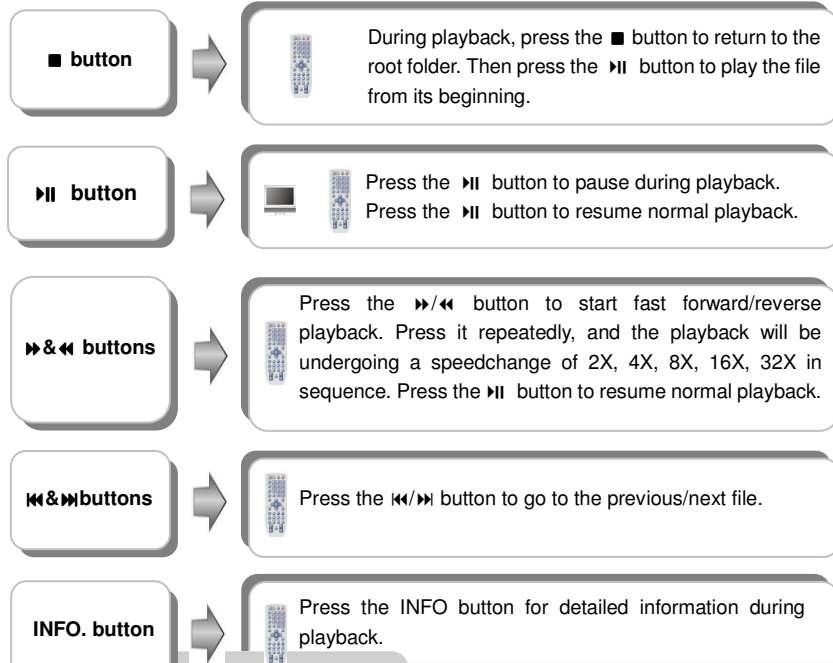 ■ button
During playback, press the ■ button to return to the
root folder. Then press the ⏯ button to play the file
from its beginning.
⏯ button
Press the ⏯ button to pause during playback.
Press the ⏯ button to resume normal playback.
⏩&⏪ buttons
Press the ⏩/⏪ button to start fast forward/reverse
playback. Press it repeatedly, and the playback will be
undergoing a speedchange of 2X, 4X, 8X, 16X, 32X in
sequence. Press the ⏯ button to resume normal playback.
⏮&⏭buttons
Press the ⏮/⏭ button to go to the previous/next file.
INFO. button
Press the INFO button for detailed information during
playback.